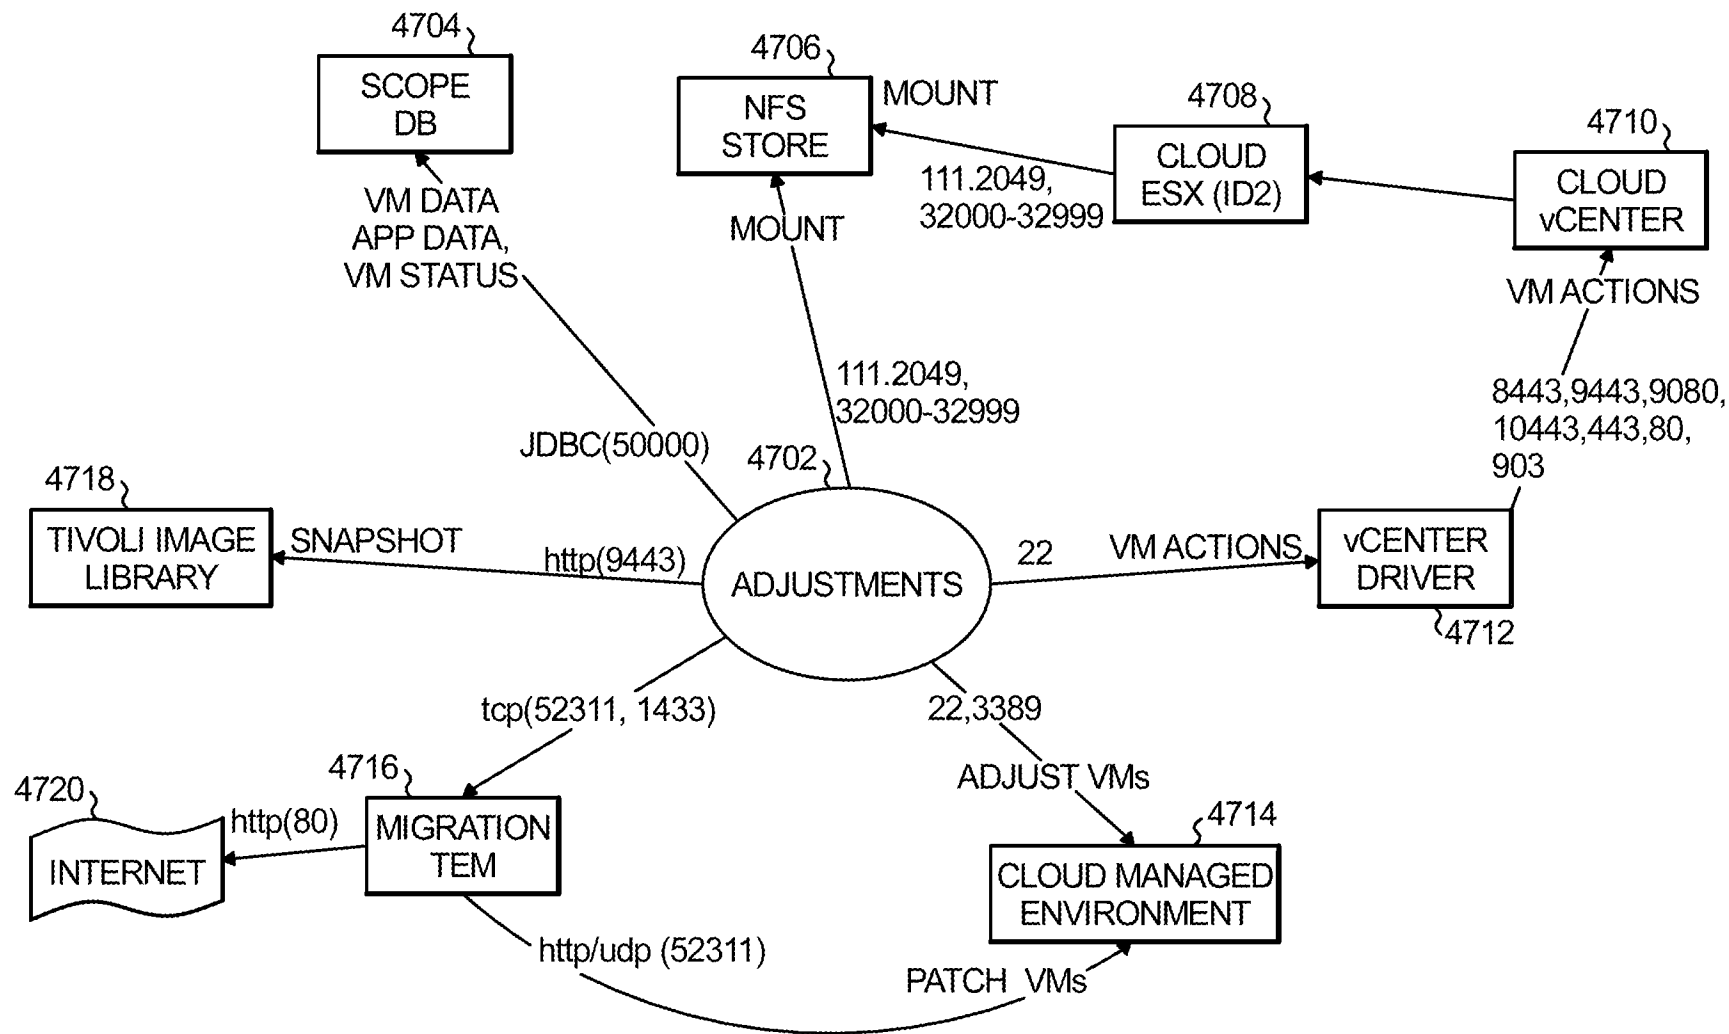 4704
SCOPE
DB
VM DATA
APP DATA,
VM STATUS
JDBC(50000)
4706
NFS
STORE
MOUNT
111.2049,
32000-32999
MOUNT
111.2049,
32000-32999
4708
CLOUD
ESX (ID2)
4710
CLOUD
vCENTER
VM ACTIONS
8443,9443,9080,
10443,443,80,
903
4718
TIVOLI IMAGE
LIBRARY
SNAPSHOT
http(9443)
4702
ADJUSTMENTS
22
VM ACTIONS
vCENTER
DRIVER
4712
tcp(52311, 1433)
22,3389
ADJUST VMs
4720
INTERNET
http(80)
4716
MIGRATION
TEM
4714
CLOUD MANAGED
ENVIRONMENT
http/udp (52311)
PATCH VMs